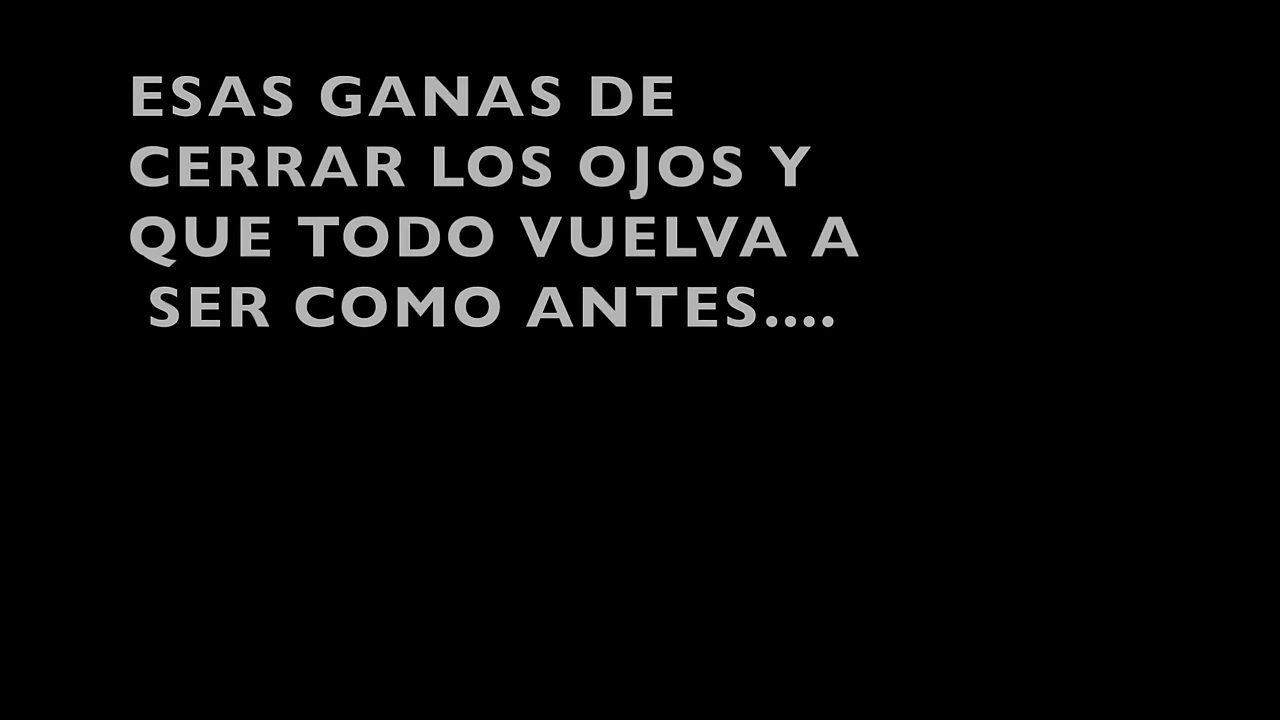 ESAS GANAS DE
CERRAR LOS OJOS Y
QUE TODO VUELVA A
SER COMO ANTES....